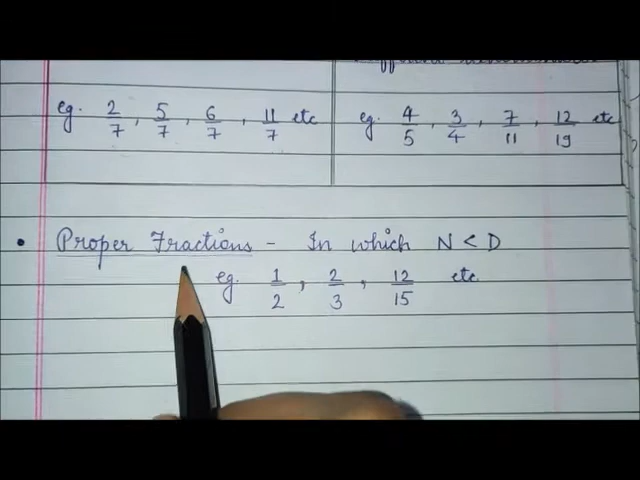 eg. 2/7, 5/7, 6/7, 11/7 etc
eg. 4/5, 3/4, 7/11, 12/19 etc
• Proper Fractions - In which N < D
eg. 1/2, 2/3, 12/15 etc